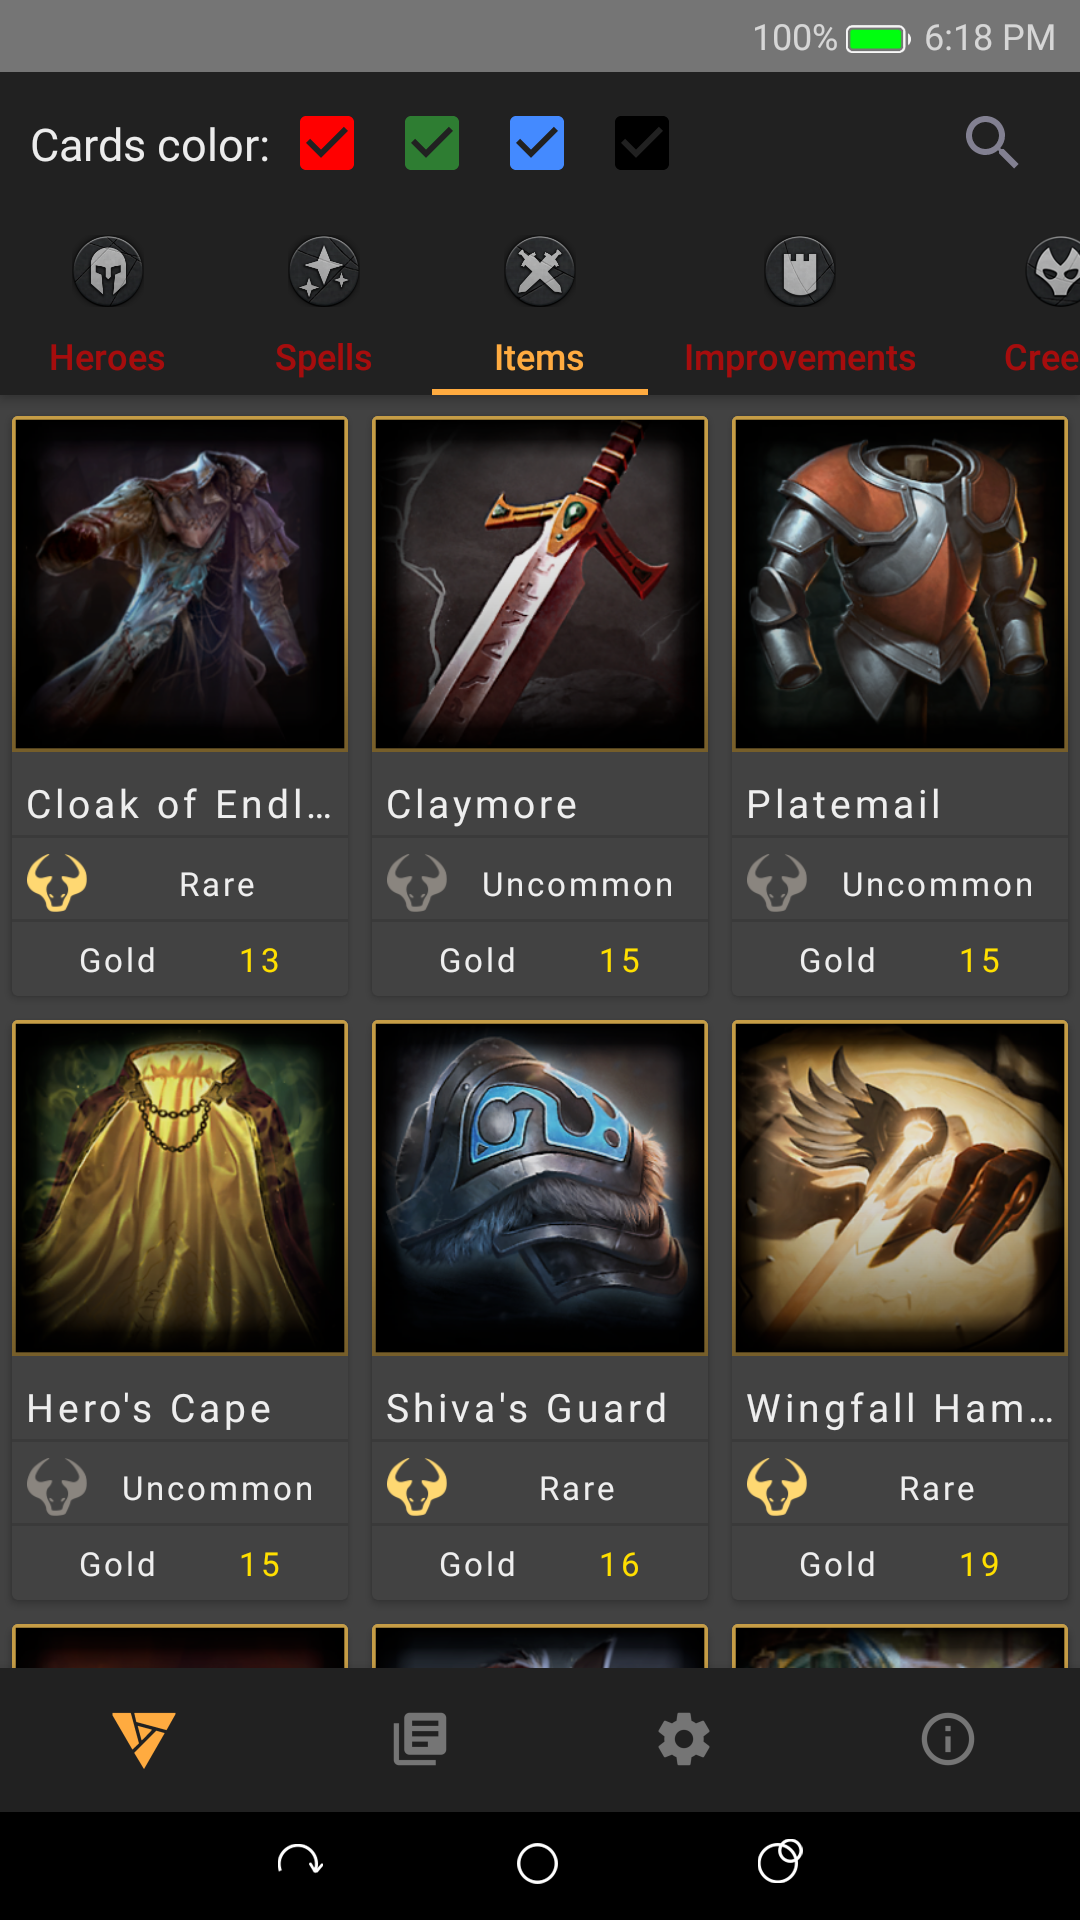 100% 6:18 PM
Cards color:
Heroes Spells Items Improvements Cree
Cloak of Endl... Claymore Platemail
Rare Uncommon Uncommon
Gold 13 Gold 15 Gold 15
Hero's Cape Shiva's Guard Wingfall Ham...
Uncommon Rare Rare
Gold 15 Gold 16 Gold 19